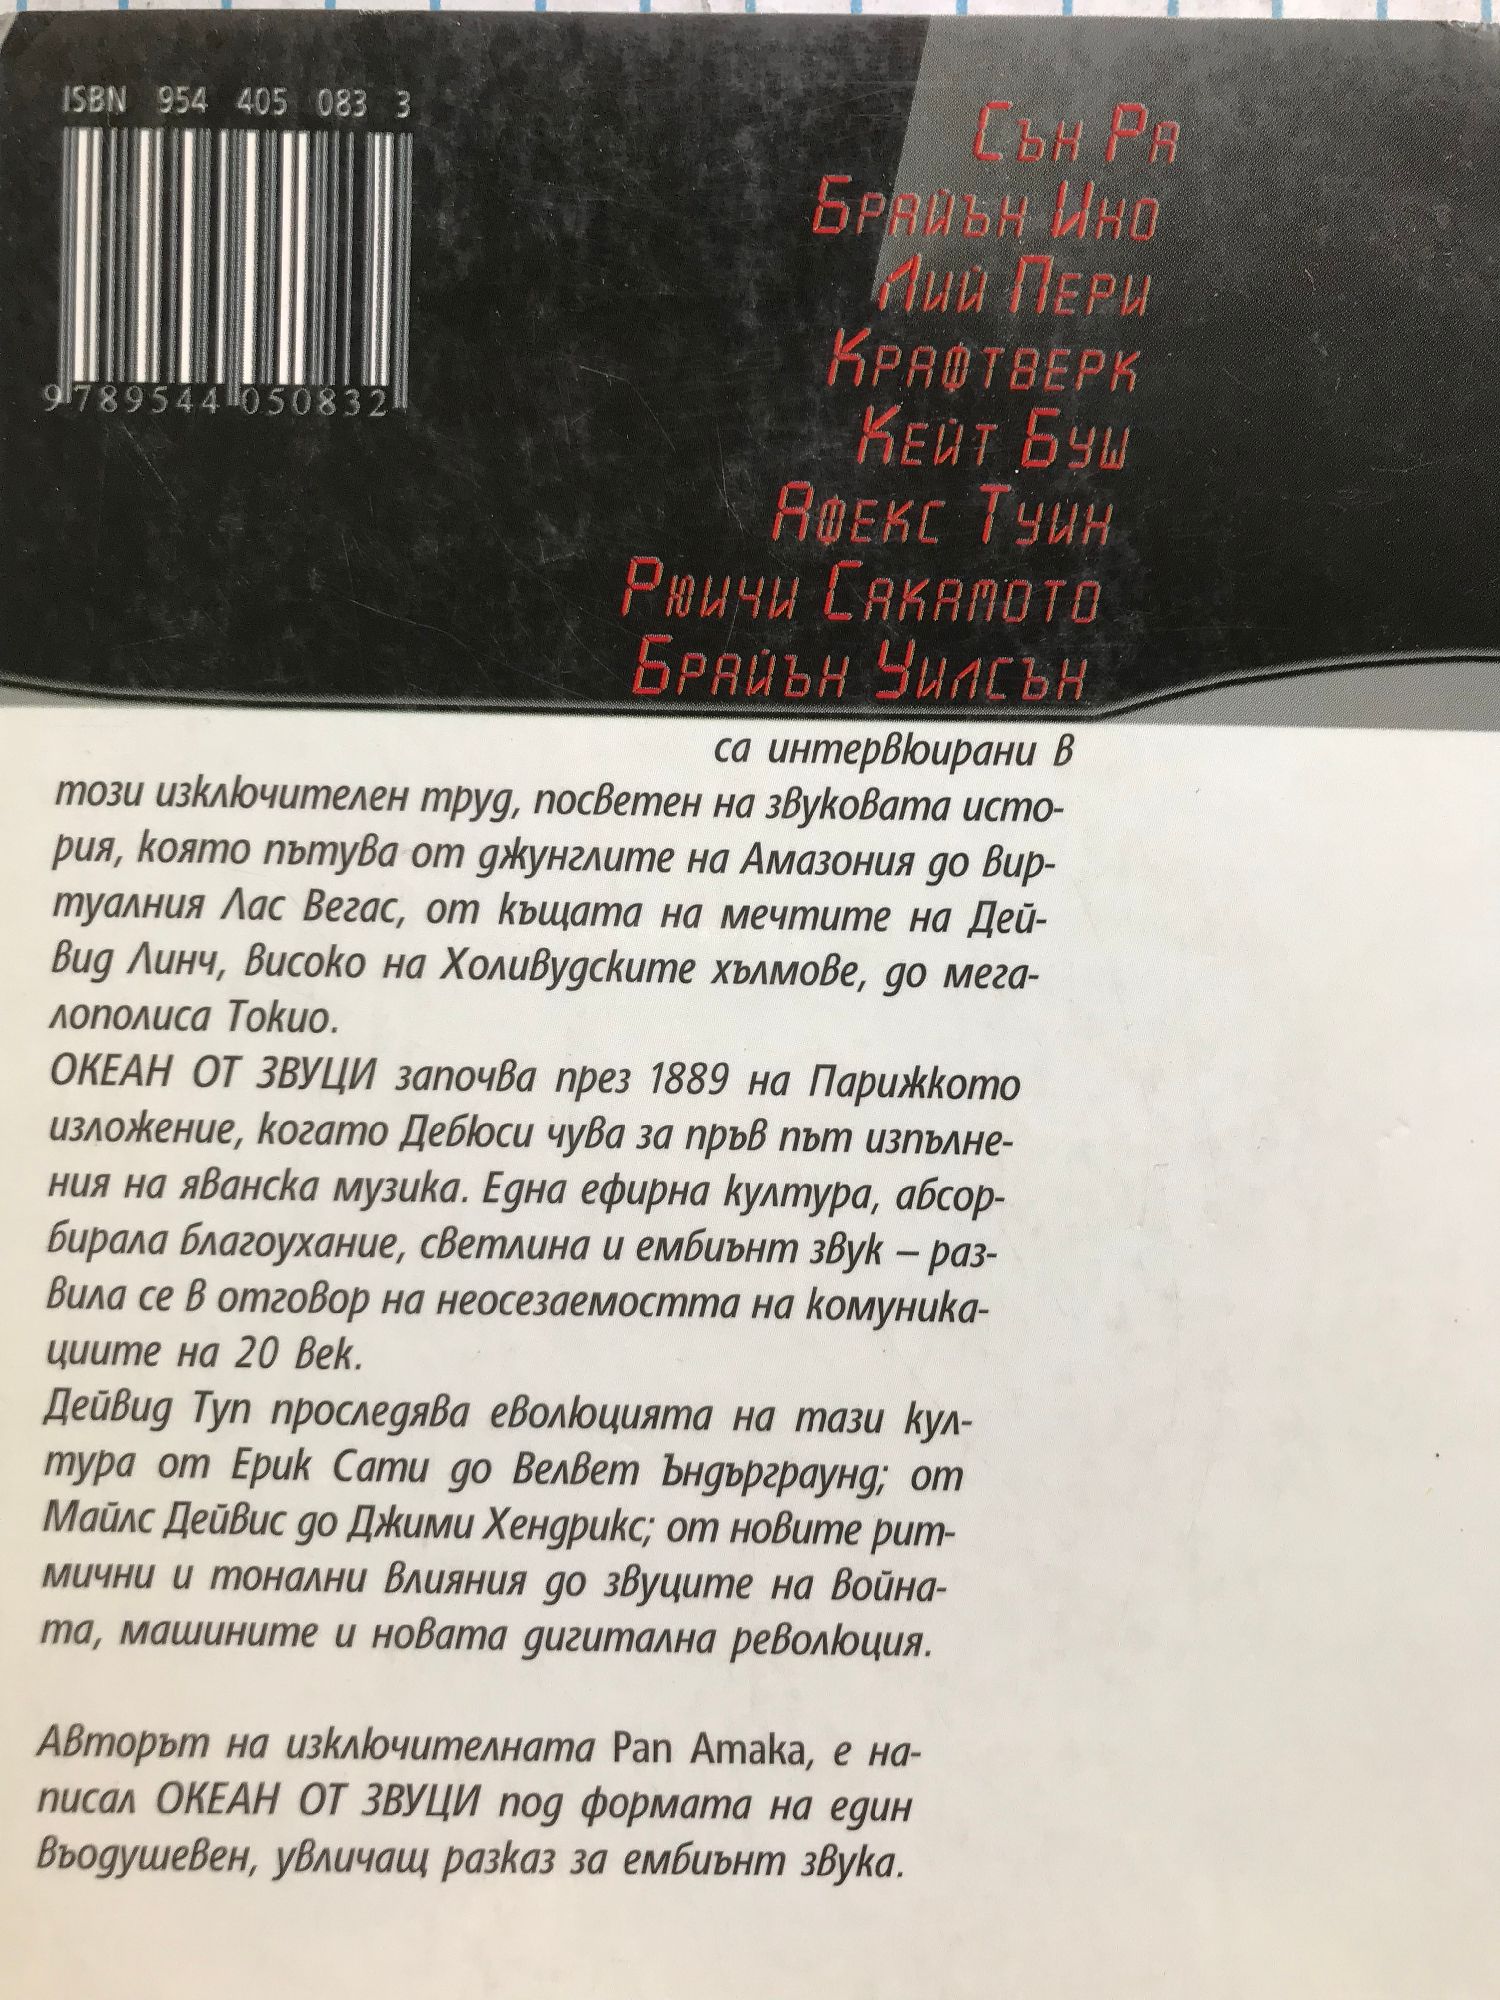 ISBN 954 405 083 3
9 789544 050832
Сън Ра
Брайън Ино
Лий Пери
Крафтверк
Кейт Буш
Афекс Туин
Рюичи Сакамото
Брайън Уилсън
са интервюирани в
този изключителен труд, посветен на звуковата исто-
рия, която пътува от джунглите на Амазония до вир-
туалния Лас Вегас, от къщата на мечтите на Дей-
вид Линч, високо на Холивудските хълмове, до мега-
лополиса Токио.
ОКЕАН ОТ ЗВУЦИ започва през 1889 на Парижкото
изложение, когато Дебюси чува за пръв път изпълне-
ния на яванска музика. Една ефирна култура, абсор-
бирала благоухание, светлина и ембиънт звук – раз-
вила се в отговор на неосезаемостта на комуника-
циите на 20 век.
Дейвид Туп проследява еволюцията на тази кул-
тура от Ерик Сати до Велвет Ъндърграунд; от
Майлс Дейвис до Джими Хендрикс; от новите рит-
мични и тонални влияния до звуците на война-
та, машините и новата дигитална революция.
Авторът на изключителната Рап Атака, е на-
писал ОКЕАН ОТ ЗВУЦИ под формата на един
въодушевен, увличащ разказ за ембиънт звука.